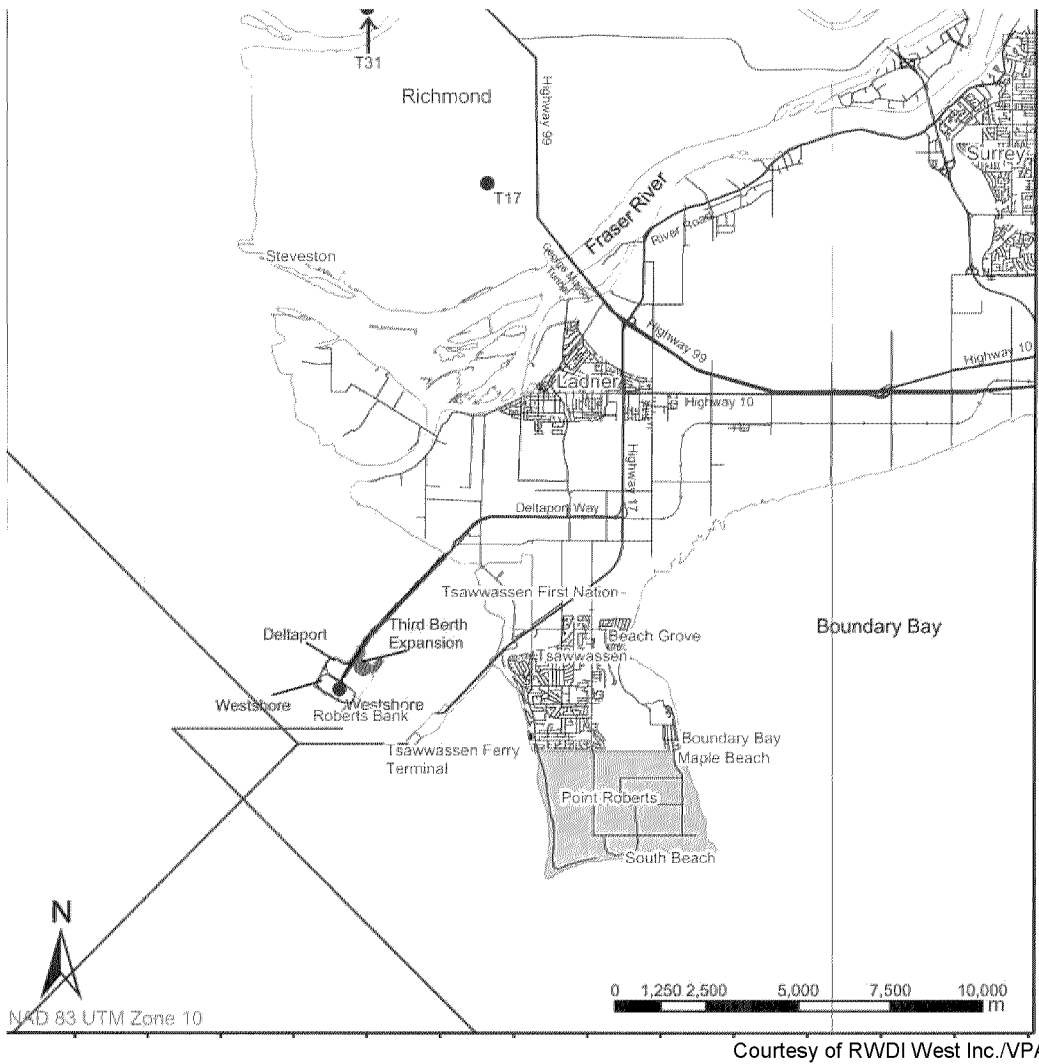 T31
Richmond
Highway 99
Surrey
T17
Fraser River
River Road
Steveston
George Massey
Tunnel
Highway 99
Highway 10
Ladner
Highway 10
Highway 17
Deltaport Way
Tsawwassen First Nation
Third Berth
Expansion
Deltaport
Beach Grove
Boundary Bay
Tsawwassen
Westshore
Westshore
Roberts Bank
Tsawwassen Ferry
Terminal
Boundary Bay
Maple Beach
Point Roberts
South Beach
N
0 1,250 2,500 5,000 7,500 10,000
m
NAD 83 UTM Zone 10
Courtesy of RWDI West Inc./VPA